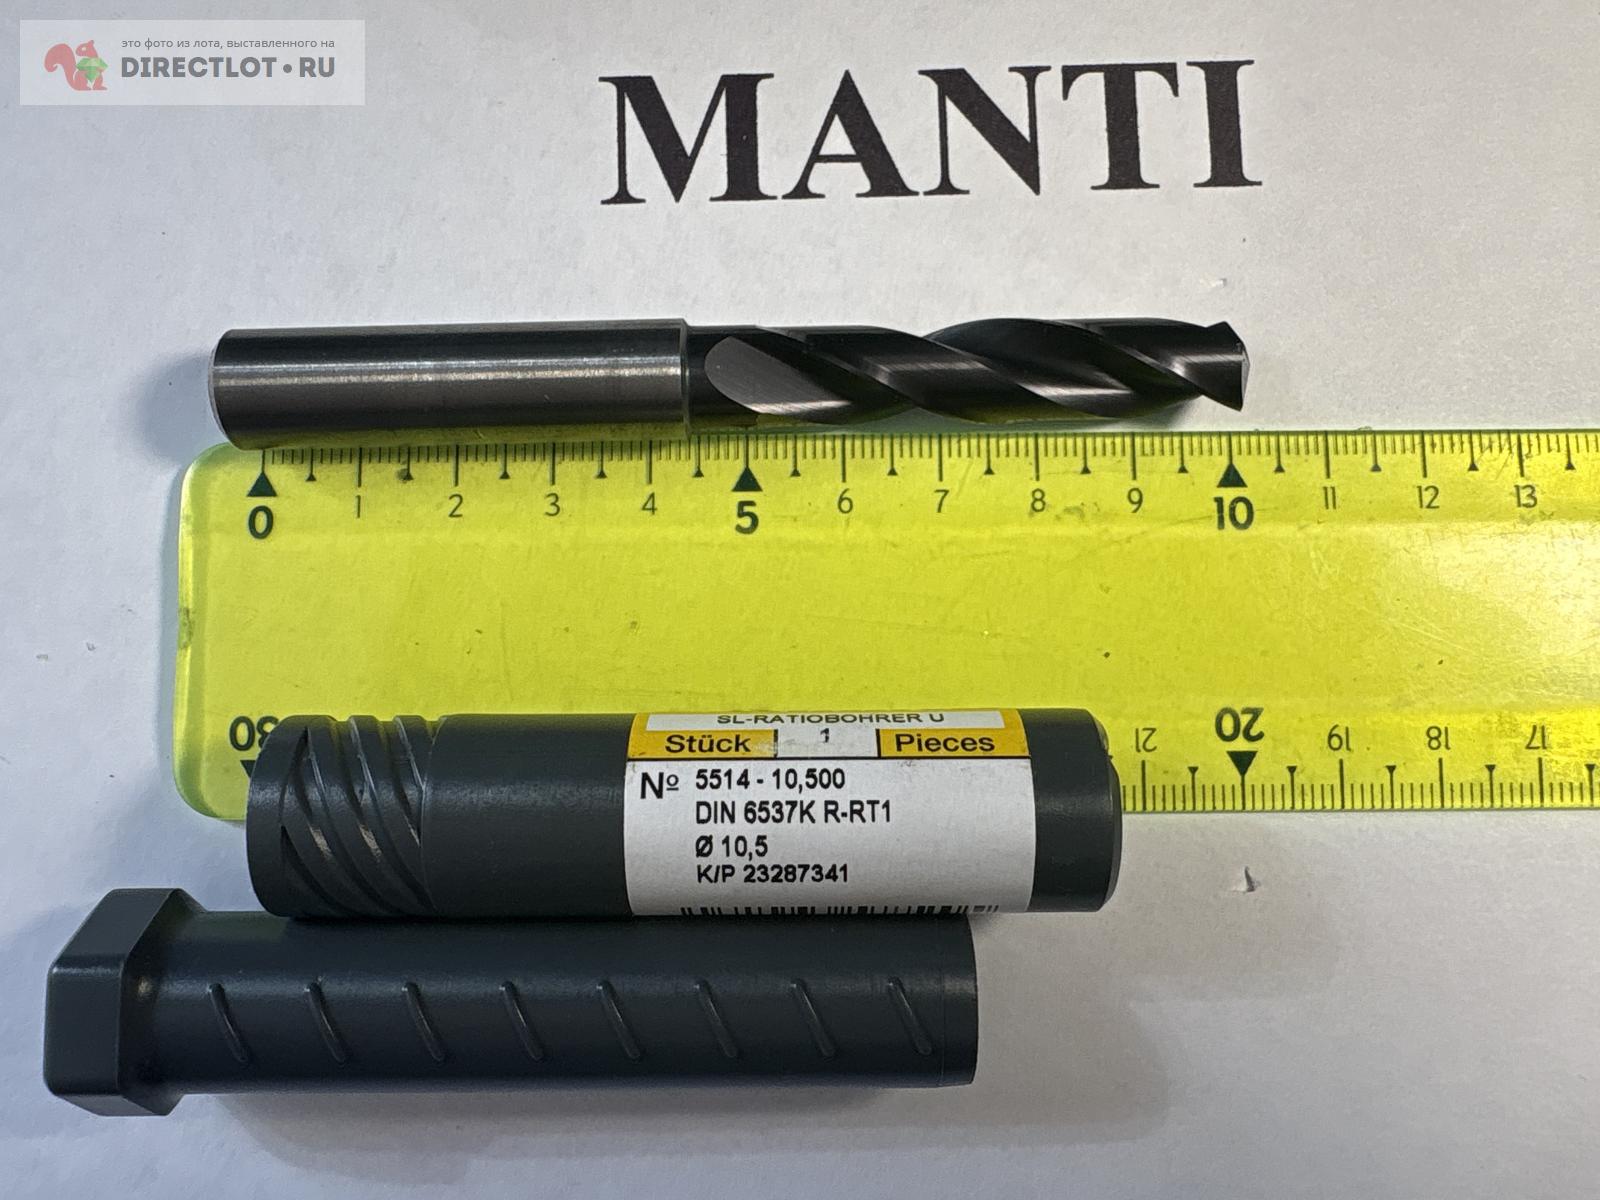 это фото из лота, выставленного на
DIRECTLOT • RU
MANTI
0 1 2 3 4 5 6 7 8 9 10 11 12 13
30 21 20 19 18 17
SL-RATIOBOHRER U
Stück 1 Pieces
Nº 5514 - 10,500
DIN 6537K R-RT1
Ø 10,5
K/P 23287341